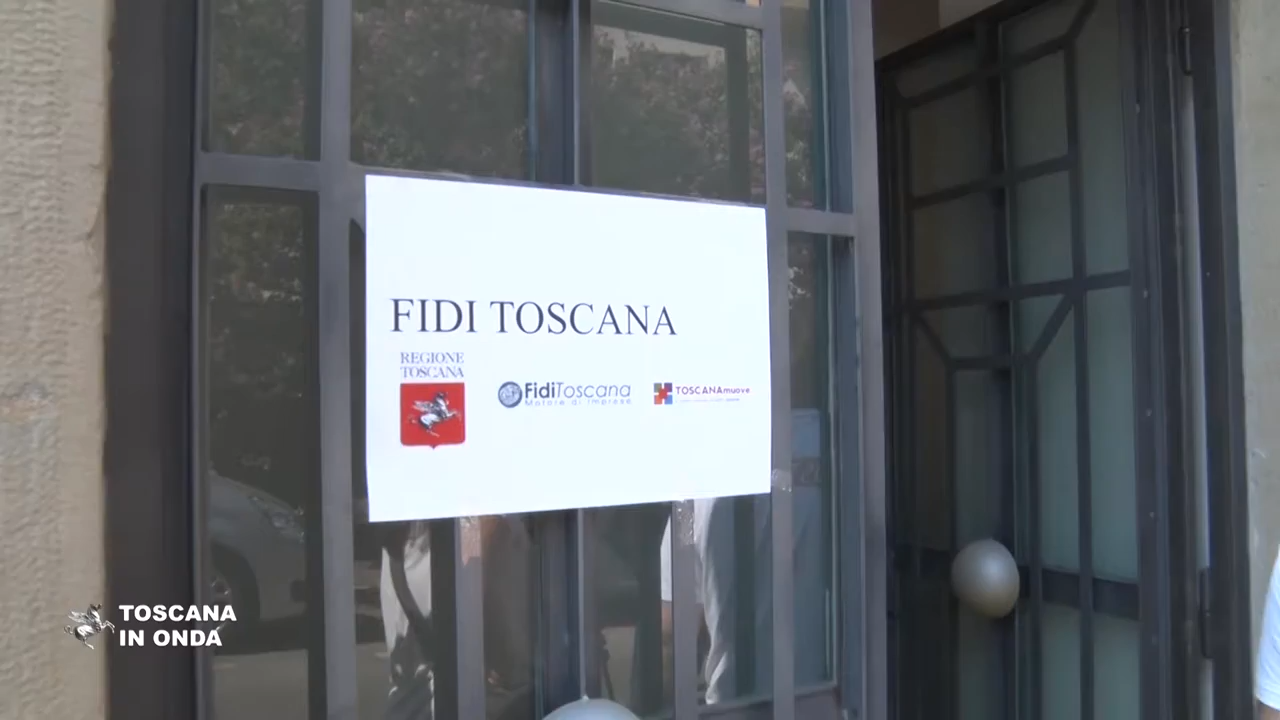 FIDI TOSCANA
REGIONE
TOSCANA
FidiToscana
Motore di Imprese
TOSCANAmuove
TOSCANA
IN ONDA